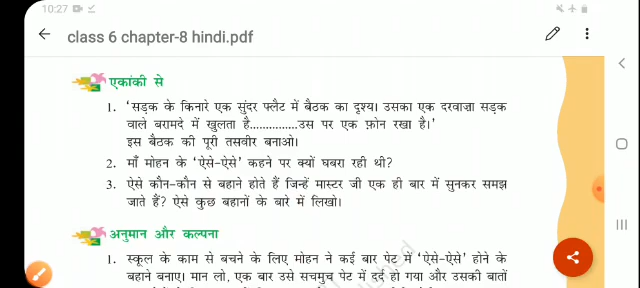 10:27
class 6 chapter-8 hindi.pdf
एकांकी से
1. ‘सड़क के किनारे एक सुंदर फ्लैट में बैठक का दृश्य। उसका एक दरवाज़ा सड़क
वाले बरामदे में खुलता है..............उस पर एक फ़ोन रखा है।’
इस बैठक की पूरी तसवीर बनाओ।
2. माँ मोहन के ‘ऐसे-ऐसे’ कहने पर क्यों घबरा रही थी?
3. ऐसे कौन-कौन से बहाने होते हैं जिन्हें मास्टर जी एक ही बार में सुनकर समझ
जाते हैं? ऐसे कुछ बहानों के बारे में लिखो।
अनुमान और कल्पना
1. स्कूल के काम से बचने के लिए मोहन ने कई बार पेट में ‘ऐसे-ऐसे’ होने के
बहाने बनाए। मान लो, एक बार उसे सचमुच पेट में दर्द हो गया और उसकी बातों